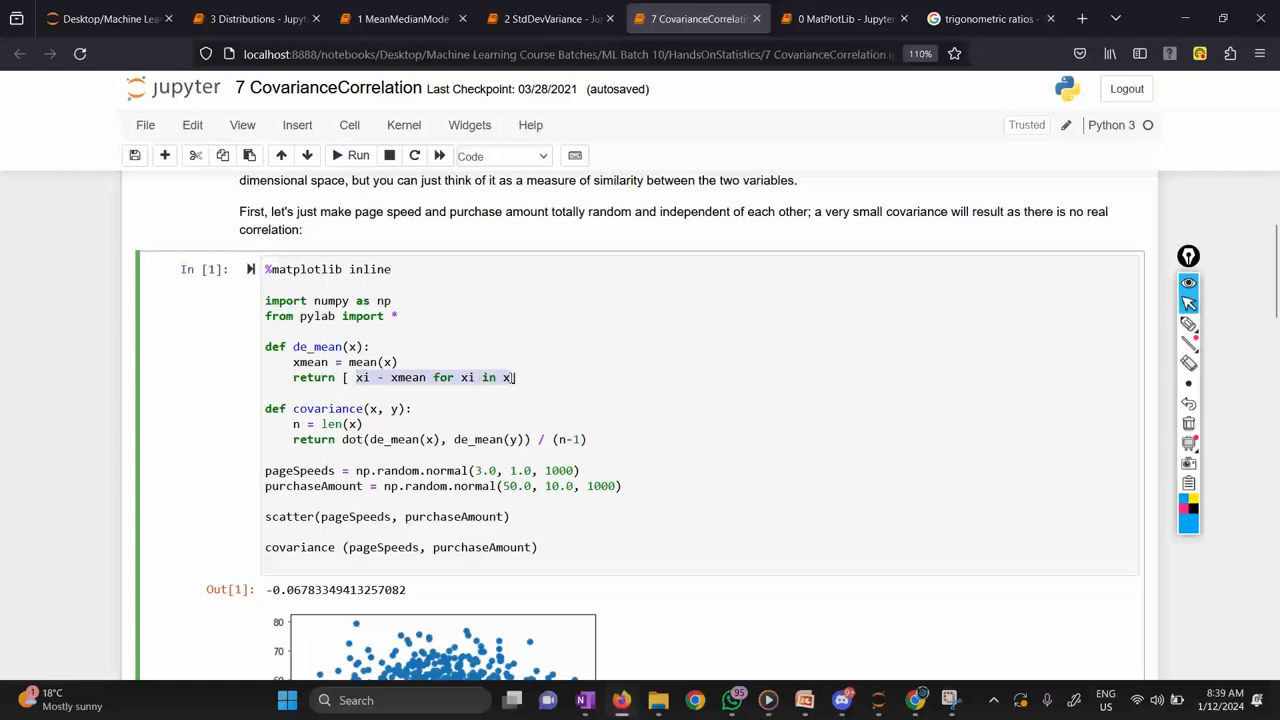 Desktop/Machine Lea
3 Distributions - Jupyt
1 MeanMedianMode
2 StdDevVariance - Ju
7 CovarianceCorrelati
0 MatPlotLib - Jupyter
trigonometric ratios -
localhost:8888/notebooks/Desktop/Machine Learning Course Batches/ML Batch 10/HandsOnStatistics/7 CovarianceCorrelation.i
110%
jupyter 7 CovarianceCorrelation Last Checkpoint: 03/28/2021 (autosaved)
Logout
File Edit View Insert Cell Kernel Widgets Help
Trusted
Python 3
Run
Code
dimensional space, but you can just think of it as a measure of similarity between the two variables.
First, let's just make page speed and purchase amount totally random and independent of each other; a very small covariance will result as there is no real
correlation:
In [1]:
%matplotlib inline
import numpy as np
from pylab import *
def de_mean(x):
xmean = mean(x)
return [ xi - xmean for xi in x]
def covariance(x, y):
n = len(x)
return dot(de_mean(x), de_mean(y)) / (n-1)
pageSpeeds = np.random.normal(3.0, 1.0, 1000)
purchaseAmount = np.random.normal(50.0, 10.0, 1000)
scatter(pageSpeeds, purchaseAmount)
covariance (pageSpeeds, purchaseAmount)
Out[1]: -0.06783349413257082
80
70
18°C
Mostly sunny
Search
95
ENG
US
8:39 AM
1/12/2024